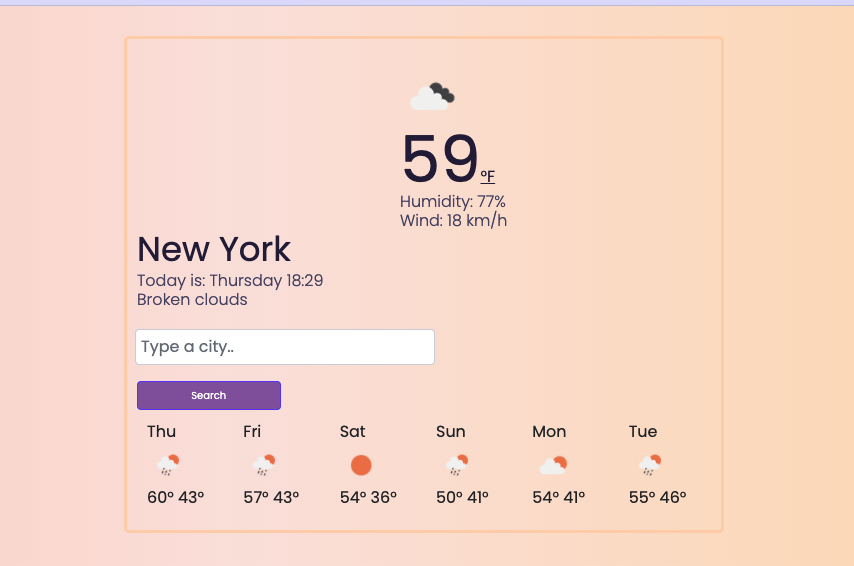 59°F
Humidity: 77%
Wind: 18 km/h
New York
Today is: Thursday 18:29
Broken clouds
Type a city..
Search
Thu Fri Sat Sun Mon Tue
60° 43° 57° 43° 54° 36° 50° 41° 54° 41° 55° 46°